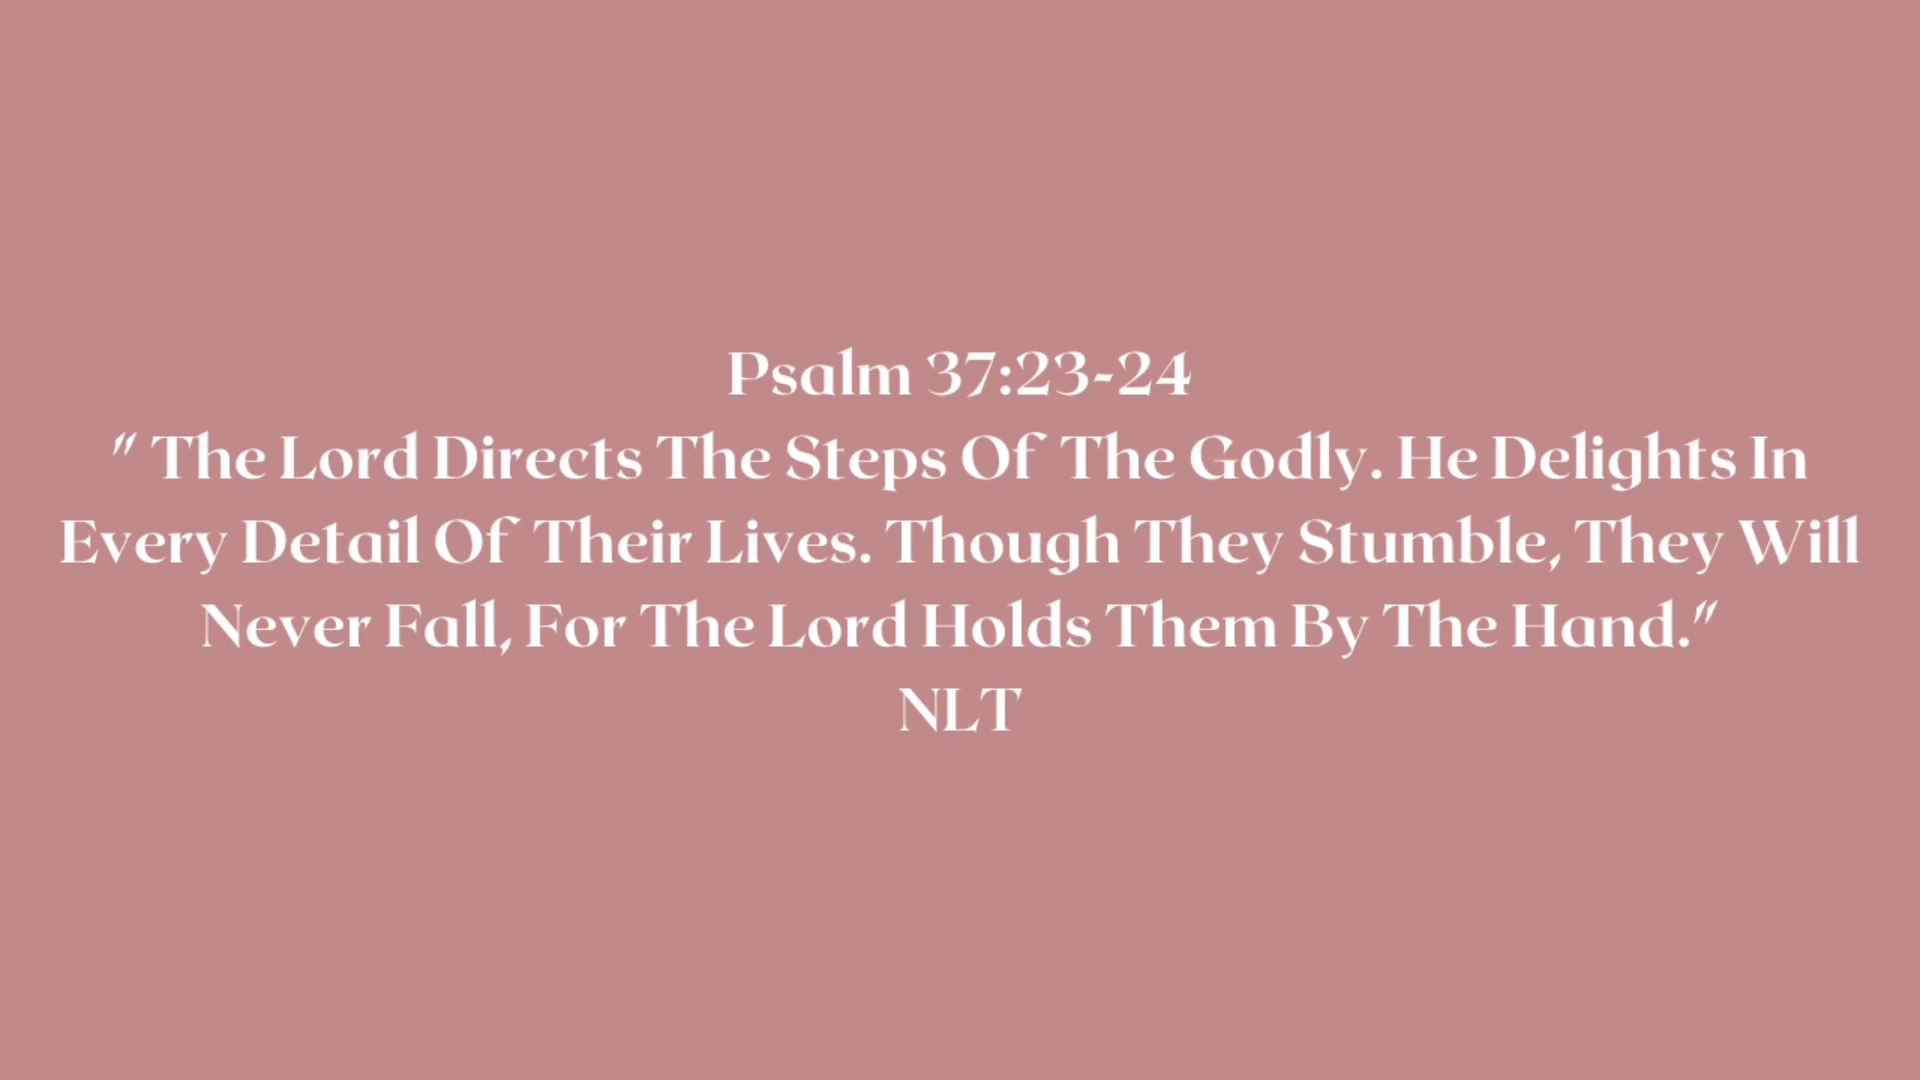 Psalm 37:23-24
" The Lord Directs The Steps Of The Godly. He Delights In
Every Detail Of Their Lives. Though They Stumble, They Will
Never Fall, For The Lord Holds Them By The Hand."
NLT